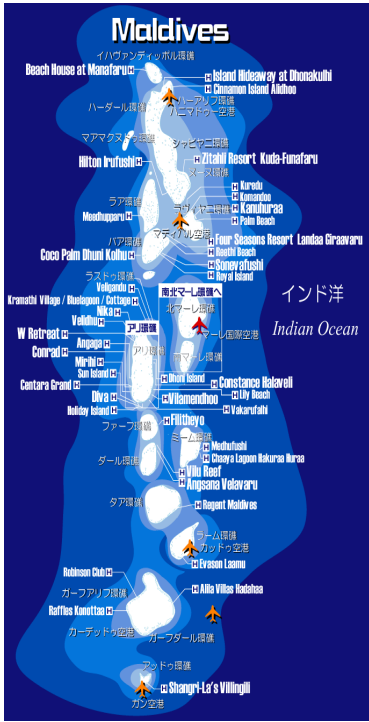 Maldives
イハヴァンディッポル環礁
Beach House at Manafaru
Island Hideaway at Dhonakulhi
Cinnamon Island Alidhoo
ハーアリフ環礁
ハーダール環礁
ハニマドゥー空港
マアマクヌドゥ環礁
シャビヤニ環礁
Hilton Irufushi
Zitahli Resort Kuda-Funafaru
ヌーヌ環礁
Kuredu
Komandoo
ラア環礁
Kanuhuraa
ラヴィヤニ環礁
Meedhupparu
Palm Beach
マディバル空港
バア環礁
Four Seasons Resort Landaa Giraavaru
Reethi Beach
Coco Palm Dhuni Kolhu
Sonevafushi
Royal Island
ラスドゥ環礁
Veligandu
南北マーレ環礁へ
Kramathi Village / Bluelagoon / Cottage
インド洋
Nika
北マーレ環礁
Velidhu
アリ環礁
Indian Ocean
W Retreat
マーレ国際空港
Angaga
Conrad
アリ環礁
南マーレ環礁
Mirihi
Sun Island
Dhoni Island
Centara Grand
Constance Halaveli
Lily Beach
Diva
Vilamendhoo
Holiday Island
Vakarufalhi
Filitheyo
ファーフ環礁
ミーム環礁
Medhufushi
ダール環礁
Chaaya Lagoon Hakuraa Huraa
Vilu Reef
Angsana Velavaru
タア環礁
Regent Maldives
ラーム環礁
カッドゥ空港
Evason Laamu
Robinson Club
ガーフアリフ環礁
Alila Villas Hadahaa
Raffles Konottaa
カーデッドゥ空港
ガーフダール環礁
アッドゥ環礁
Shangri-La's Villingili
ガン空港